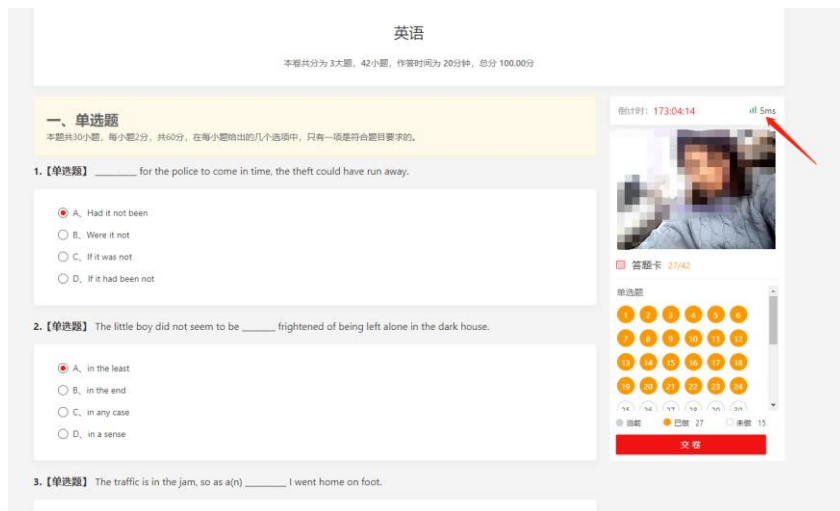 英语
本卷共分为 3大题，42小题，作答时间为 20分钟，总分 100.00分
一、单选题
本题共30小题，每小题2分，共60分，在每小题给出的几个选项中，只有一项是符合题目要求的。
1.【单选题】 ________ for the police to come in time, the theft could have run away.
A、Had it not been
B、Were it not
C、If it was not
D、If it had been not
2.【单选题】 The little boy did not seem to be ______ frightened of being left alone in the dark house.
A、in the least
B、in the end
C、in any case
D、in a sense
3.【单选题】 The traffic is in the jam, so as a(n) ________ I went home on foot.
倒计时：173:04:14 5ms
答题卡 27/42
单选题
1 2 3 4 5 6
7 8 9 10 11 12
13 14 15 16 17 18
19 20 21 22 23 24
25 26 27 28 29 30
当前 已做 27 未做 15
交卷